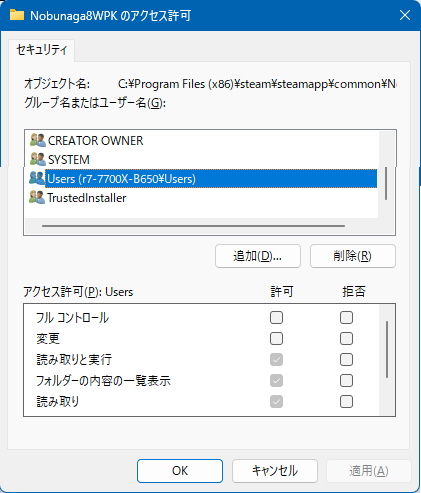 Nobunaga8WPK のアクセス許可
セキュリティ
オブジェクト名: C:¥Program Files (x86)¥steam¥steamapp¥common¥No
グループ名またはユーザー名(G):
CREATOR OWNER
SYSTEM
Users (r7-7700X-B650¥Users)
TrustedInstaller
追加(D)... 削除(R)
アクセス許可(P): Users 許可 拒否
フル コントロール
変更
読み取りと実行
フォルダーの内容の一覧表示
読み取り
OK キャンセル 適用(A)